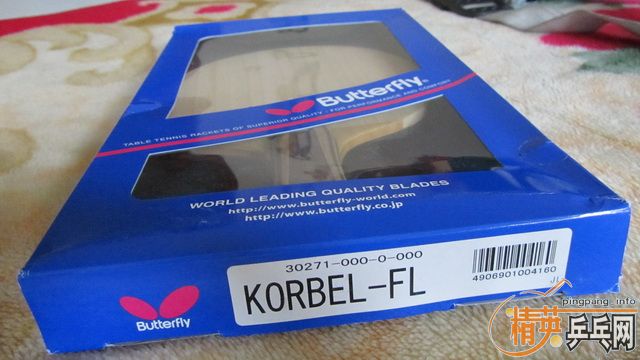 Butterfly
TABLE TENNIS RACKETS OF SUPERIOR QUALITY - FOR PERFORMANCE AND COMFORT
WORLD LEADING QUALITY BLADES
http://www.butterfly-world.com
http://www.butterfly.co.jp
30271-000-0-000
KORBEL-FL
4906901004160
JL
Butterfly
pingpang.info
精英乒乓网